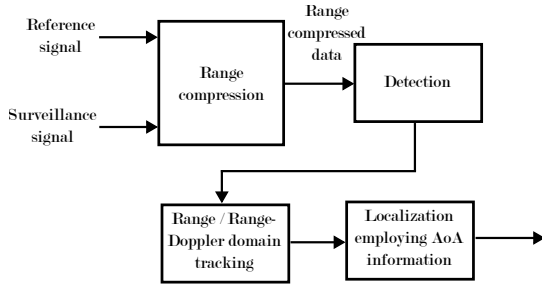 Reference
signal
Surveillance
signal
Range
compression
Range
compressed
data
Detection
Range / Range-
Doppler domain
tracking
Localization
employing AoA
information